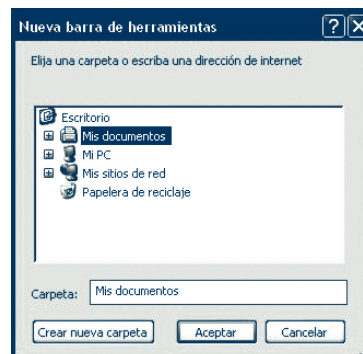 Nueva barra de herramientas
Elija una carpeta o escriba una dirección de internet
Escritorio
Mis documentos
Mi PC
Mis sitios de red
Papelera de reciclaje
Carpeta: Mis documentos
Crear nueva carpeta Aceptar Cancelar